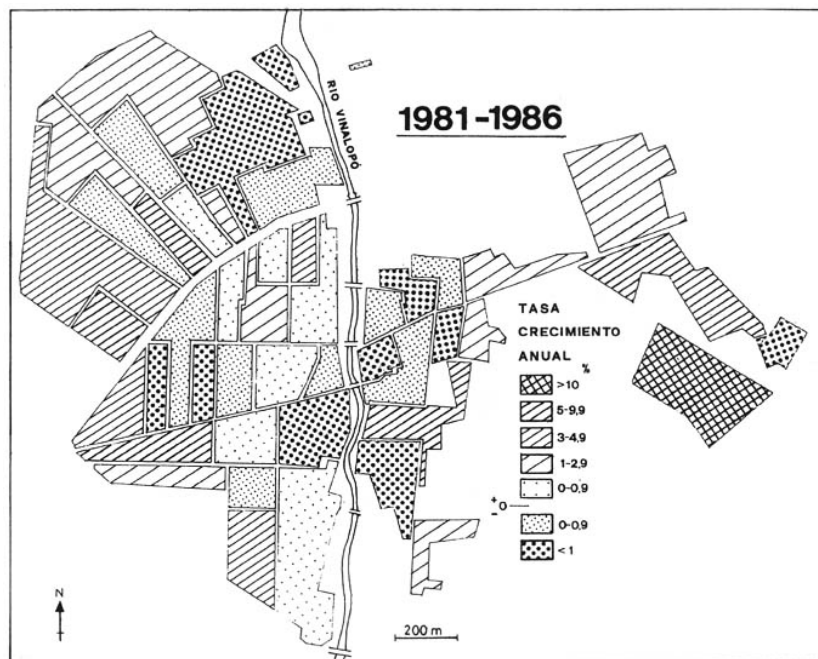 RIO VINALOPÓ
1981-1986
TASA
CRECIMIENTO
ANUAL
%
>10
5-9,9
3-4,9
1-2,9
0-0,9
+
0
-
0-0,9
<1
N
200 m